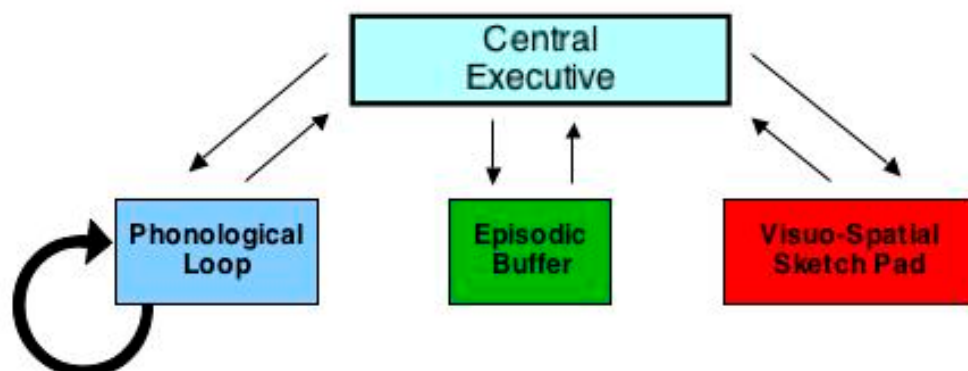 Central
Executive
Phonological
Loop
Episodic
Buffer
Visuo-Spatial
Sketch Pad